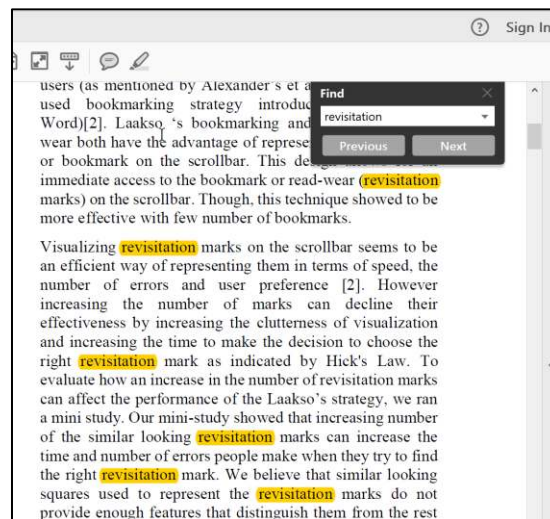 Sign In
users (as mentioned by Alexander's et a
used bookmarking strategy introduc
Word)[2]. Laakso 's bookmarking and
wear both have the advantage of represe
or bookmark on the scrollbar. This
immediate access to the bookmark or read-wear (revisitation
marks) on the scrollbar. Though, this technique showed to be
more effective with few number of bookmarks.
Find
revisitation
Previous Next
Visualizing revisitation marks on the scrollbar seems to be
an efficient way of representing them in terms of speed, the
number of errors and user preference [2]. However
increasing the number of marks can decline their
effectiveness by increasing the clutterness of visualization
and increasing the time to make the decision to choose the
right revisitation mark as indicated by Hick's Law. To
evaluate how an increase in the number of revisitation marks
can affect the performance of the Laakso's strategy, we ran
a mini study. Our mini-study showed that increasing number
of the similar looking revisitation marks can increase the
time and number of errors people make when they try to find
the right revisitation mark. We believe that similar looking
squares used to represent the revisitation marks do not
provide enough features that distinguish them from the rest